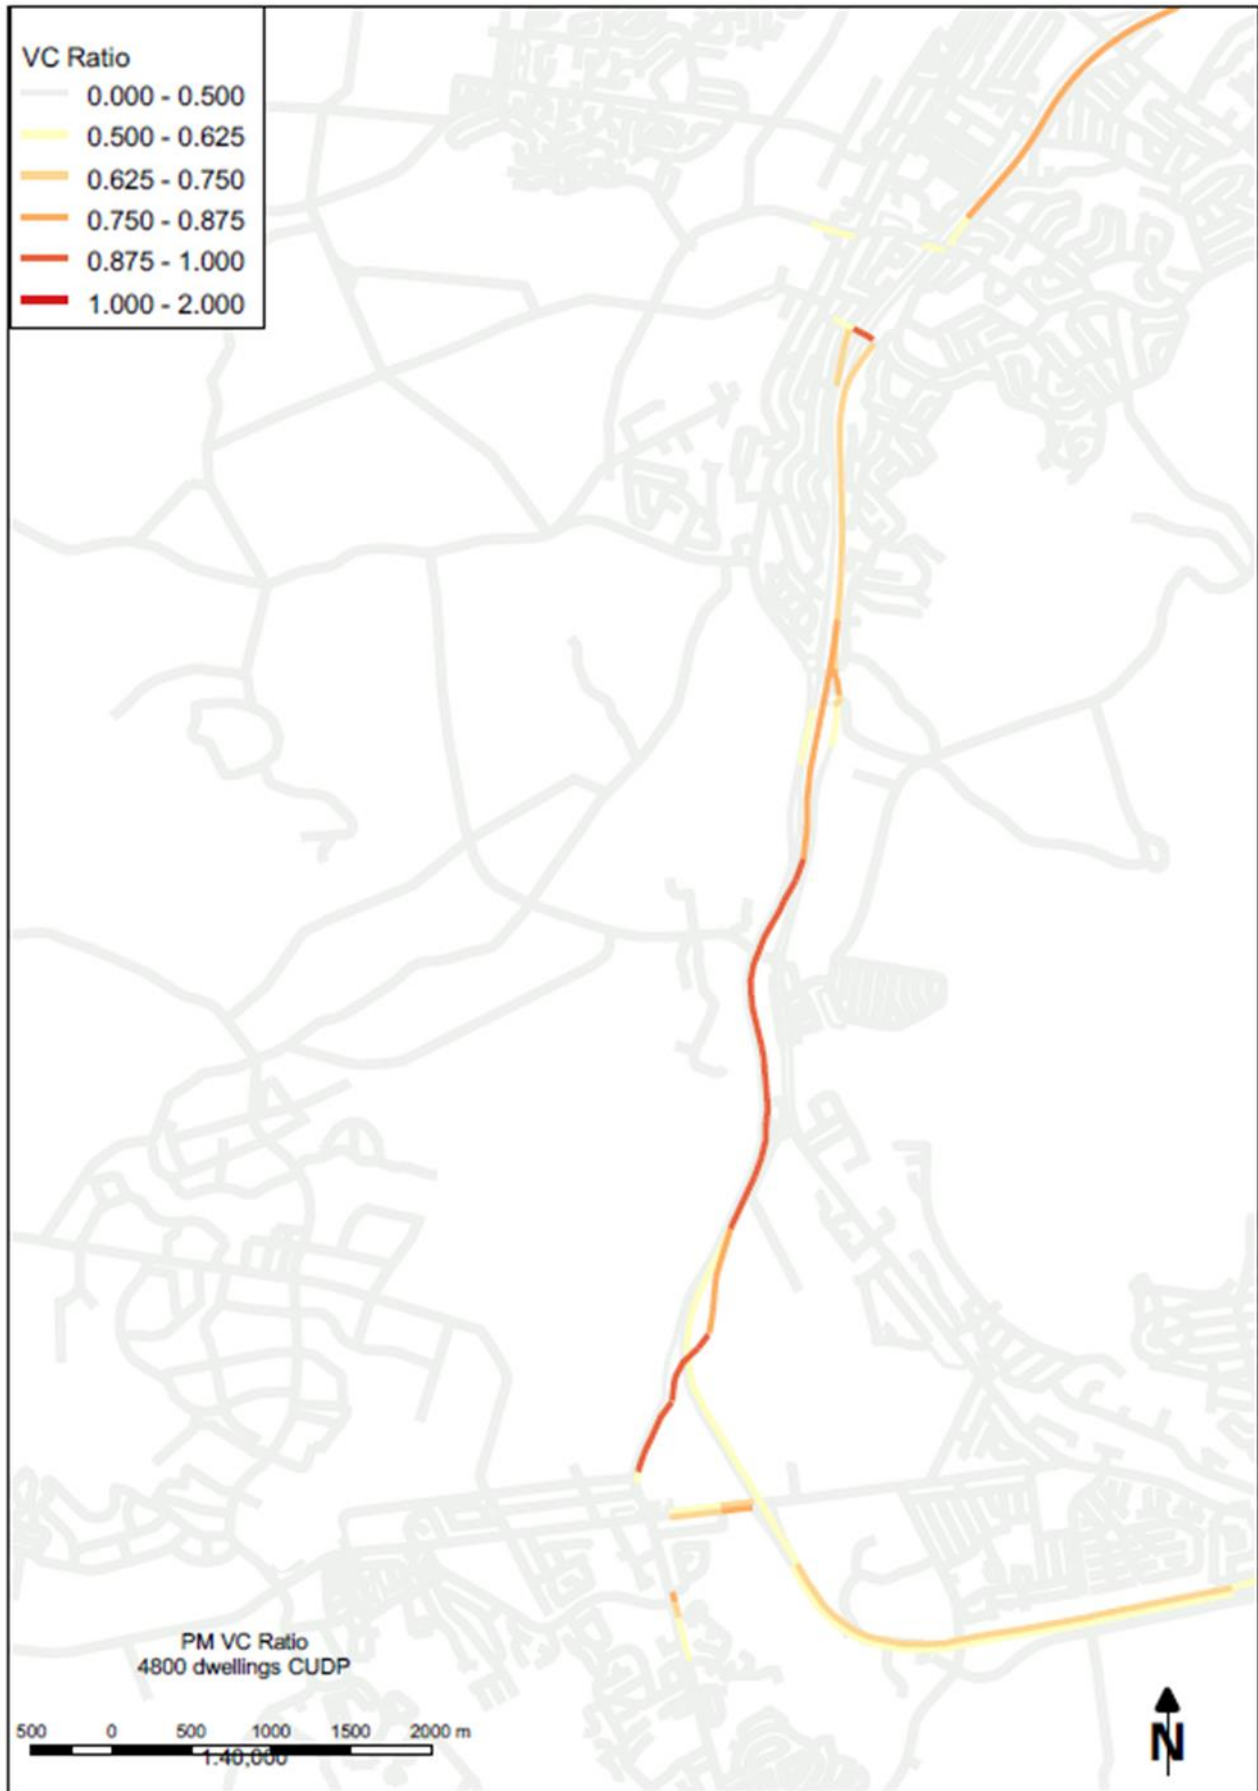 VC Ratio
0.000 - 0.500
0.500 - 0.625
0.625 - 0.750
0.750 - 0.875
0.875 - 1.000
1.000 - 2.000
PM VC Ratio
4800 dwellings CUDP
500 0 500 1000 1500 2000 m
1:40,000
N